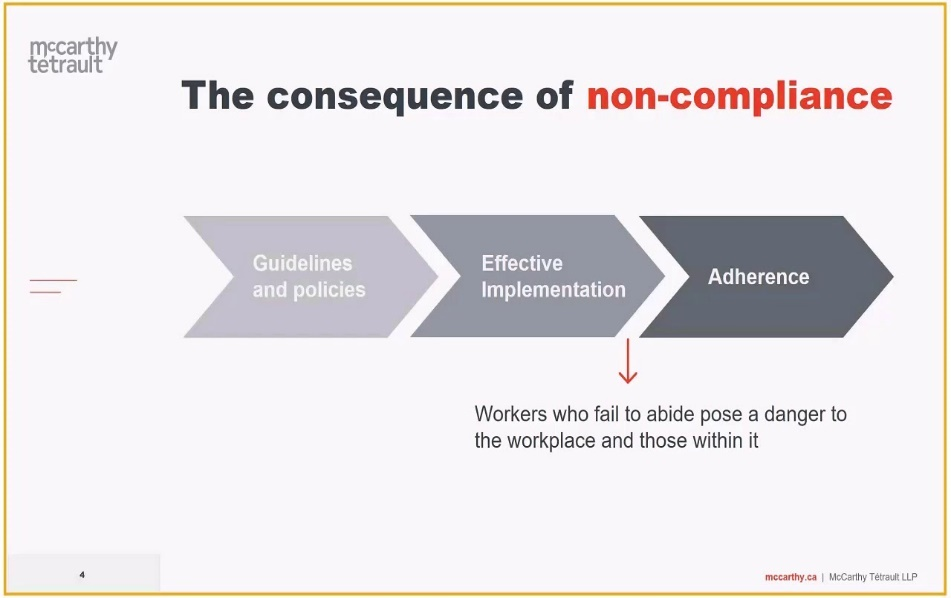 mccarthy
tetrault
The consequence of non-compliance
Guidelines
and policies
Effective
Implementation
Adherence
Workers who fail to abide pose a danger to
the workplace and those within it
4
mccarthy.ca | McCarthy Tétrault LLP